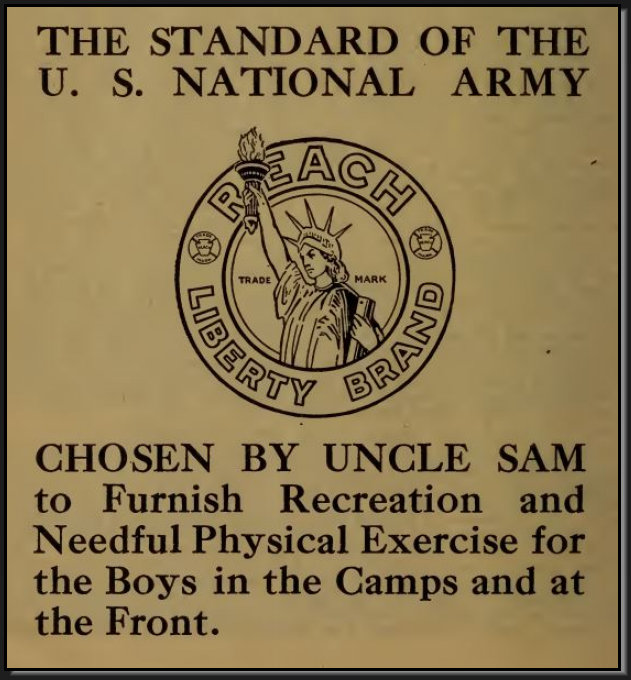 THE STANDARD OF THE
U. S. NATIONAL ARMY
REACH
TRADE MARK
LIBERTY BRAND
CHOSEN BY UNCLE SAM
to Furnish Recreation and
Needful Physical Exercise for
the Boys in the Camps and at
the Front.